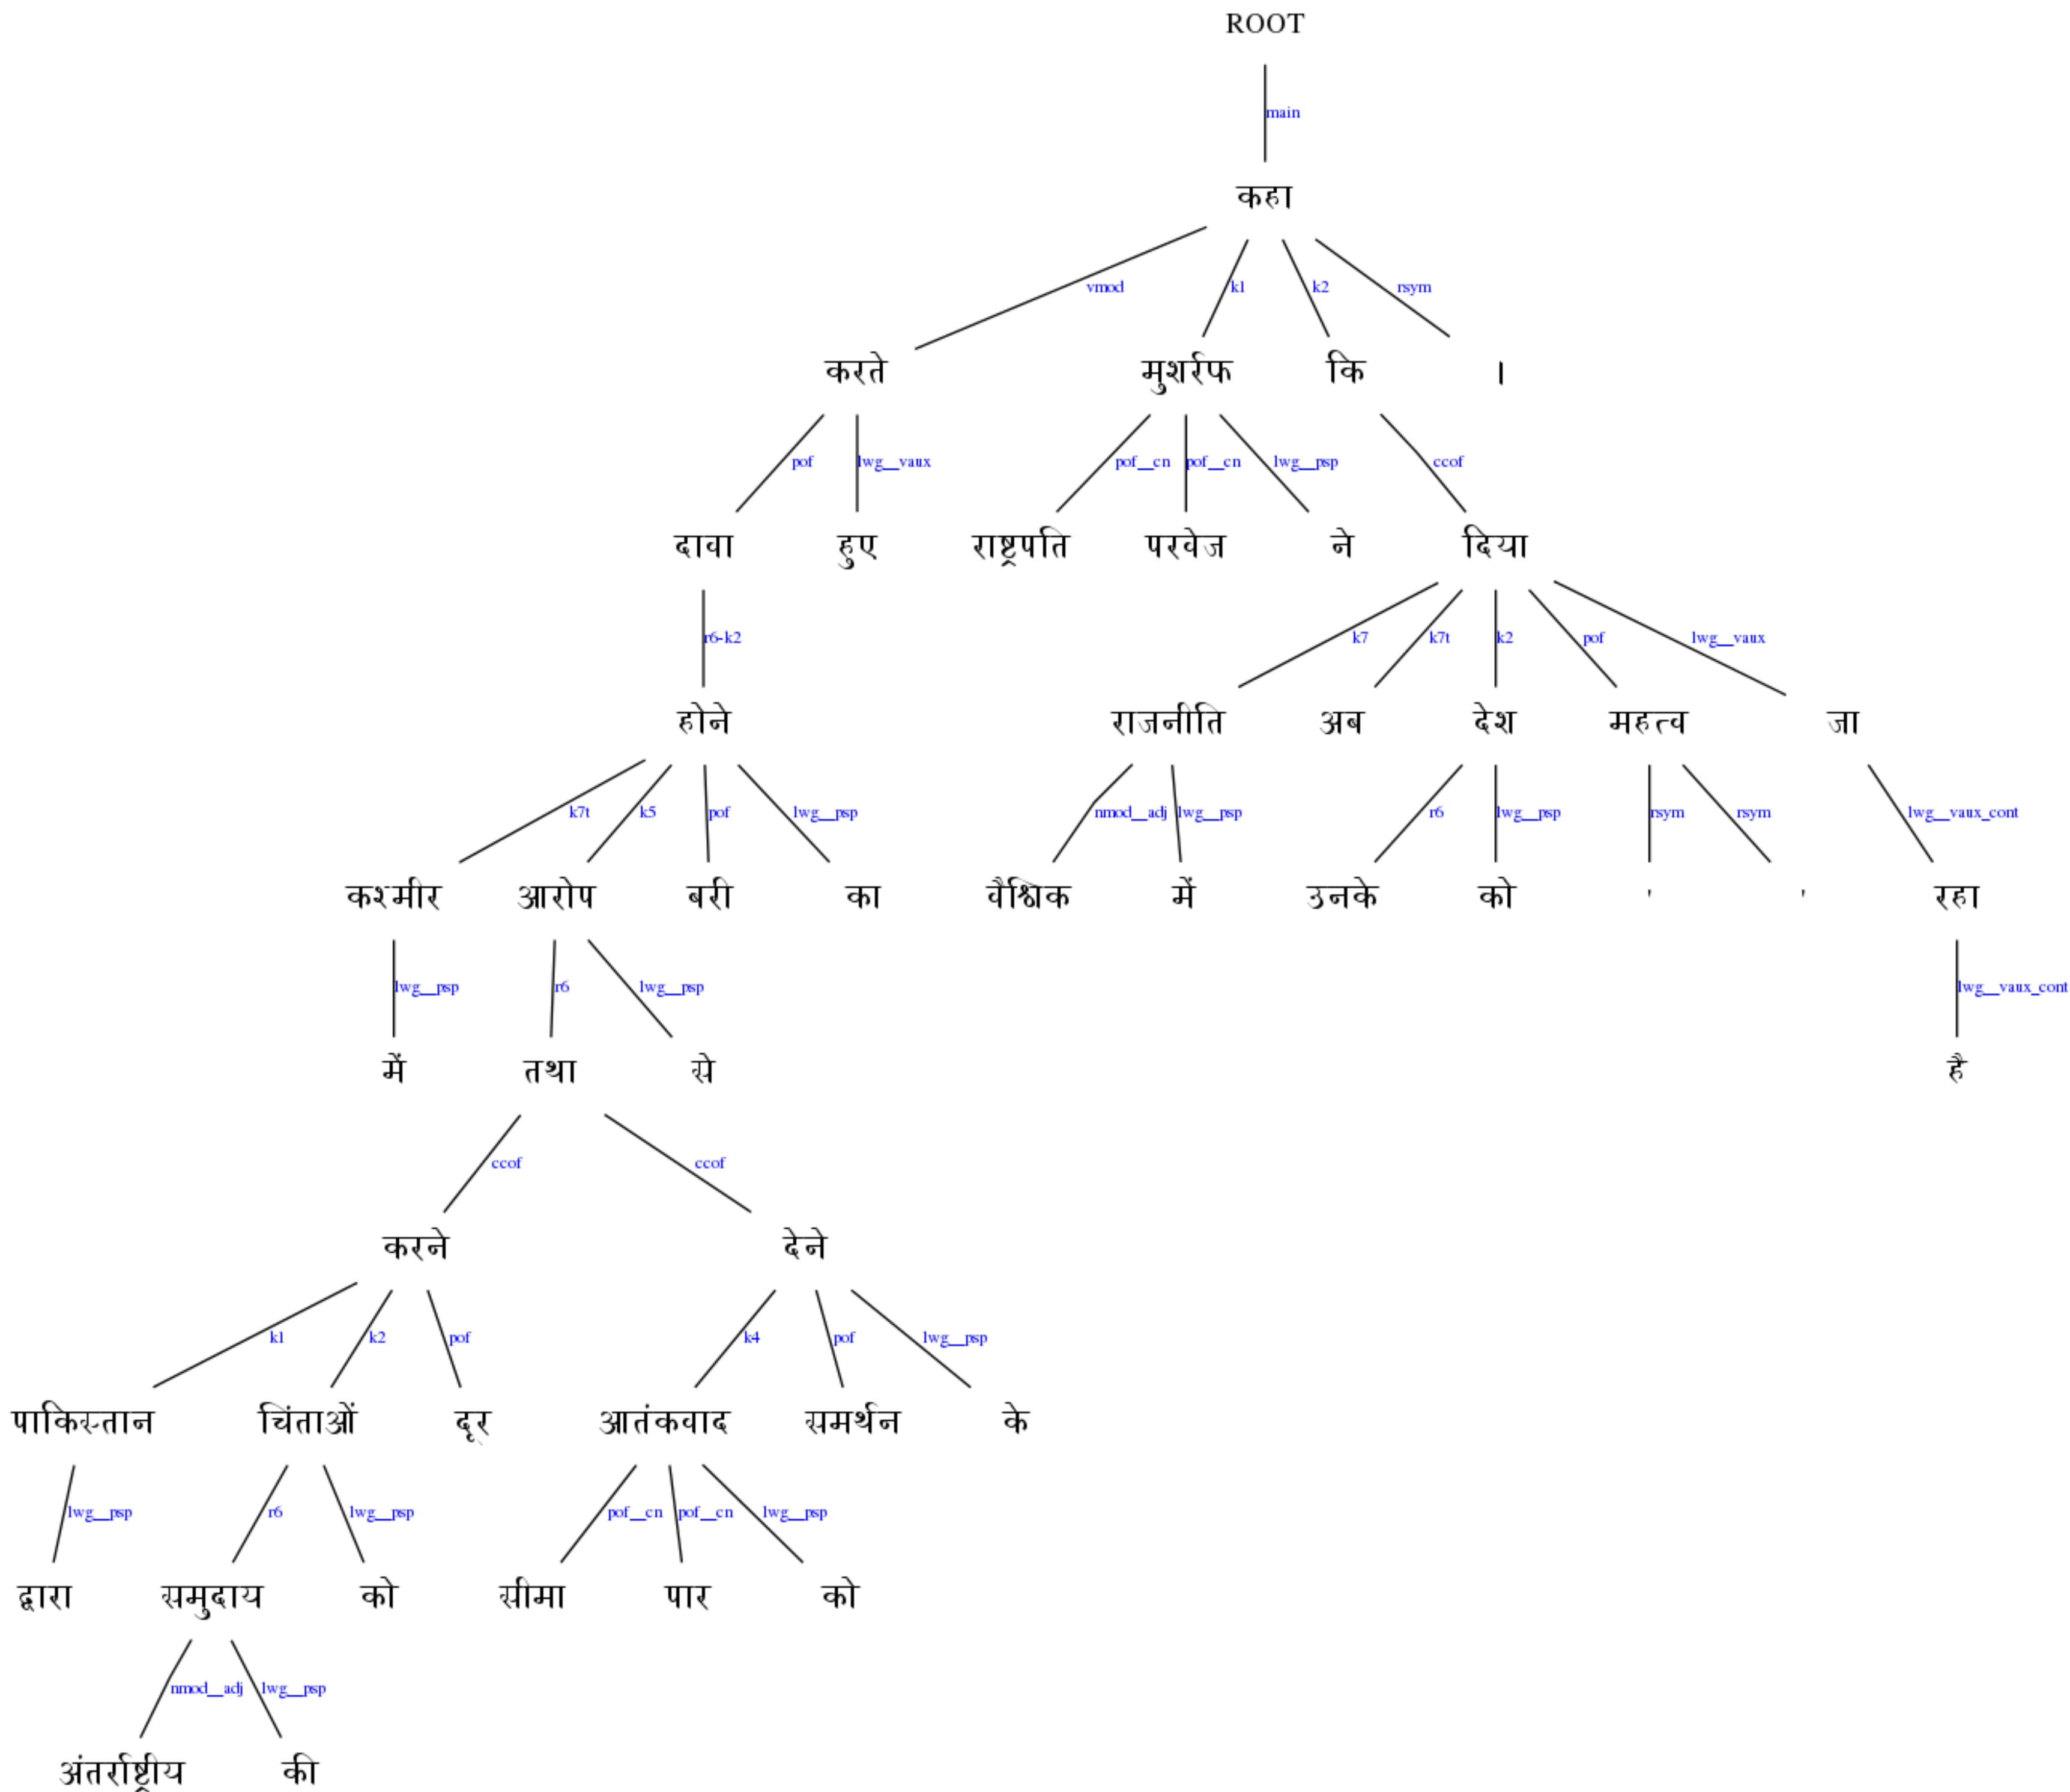 ROOT
main
कहा
vmod k1 k2 rsym
करते मुशर्रफ कि ।
pof lwg__vaux pof__cn pof__cn lwg__psp ccof
दावा हुए राष्ट्रपति परवेज ने दिया
r6-k2 k7 k7t k2 pof lwg__vaux
होने राजनीति अब देश महत्व जा
k7t k5 pof lwg__psp nmod__adj lwg__psp r6 lwg__psp rsym rsym lwg__vaux_cont
कश्मीर आरोप बरी का वैश्विक में उनके को ' ' रहा
lwg__psp r6 lwg__psp lwg__vaux_cont
में तथा से है
ccof ccof
करने देने
k1 k2 pof k4 pof lwg__psp
पाकिस्तान चिंताओं दूर आतंकवाद समर्थन के
lwg__psp r6 lwg__psp pof__cn pof__cn lwg__psp
द्वारा समुदाय को सीमा पार को
nmod__adj lwg__psp
अंतर्राष्ट्रीय की